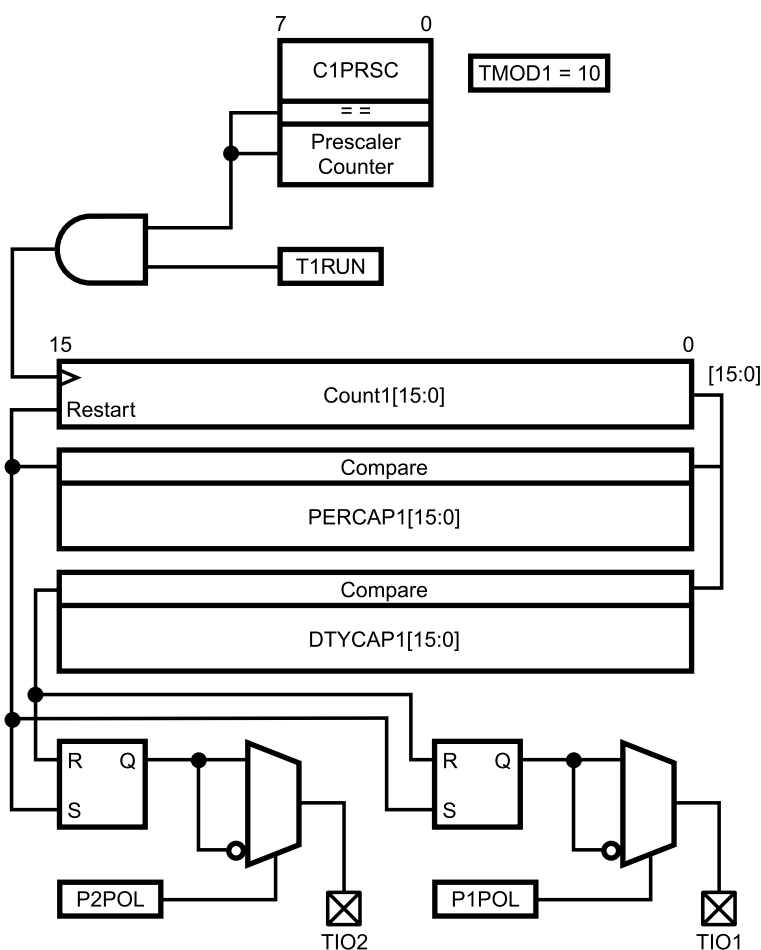 7 0
C1PRSC
TMOD1 = 10
= =
Prescaler
Counter
T1RUN
15 0
[15:0]
Count1[15:0]
Restart
Compare
PERCAP1[15:0]
Compare
DTYCAP1[15:0]
R Q
S
R Q
S
P2POL
P1POL
TIO2
TIO1